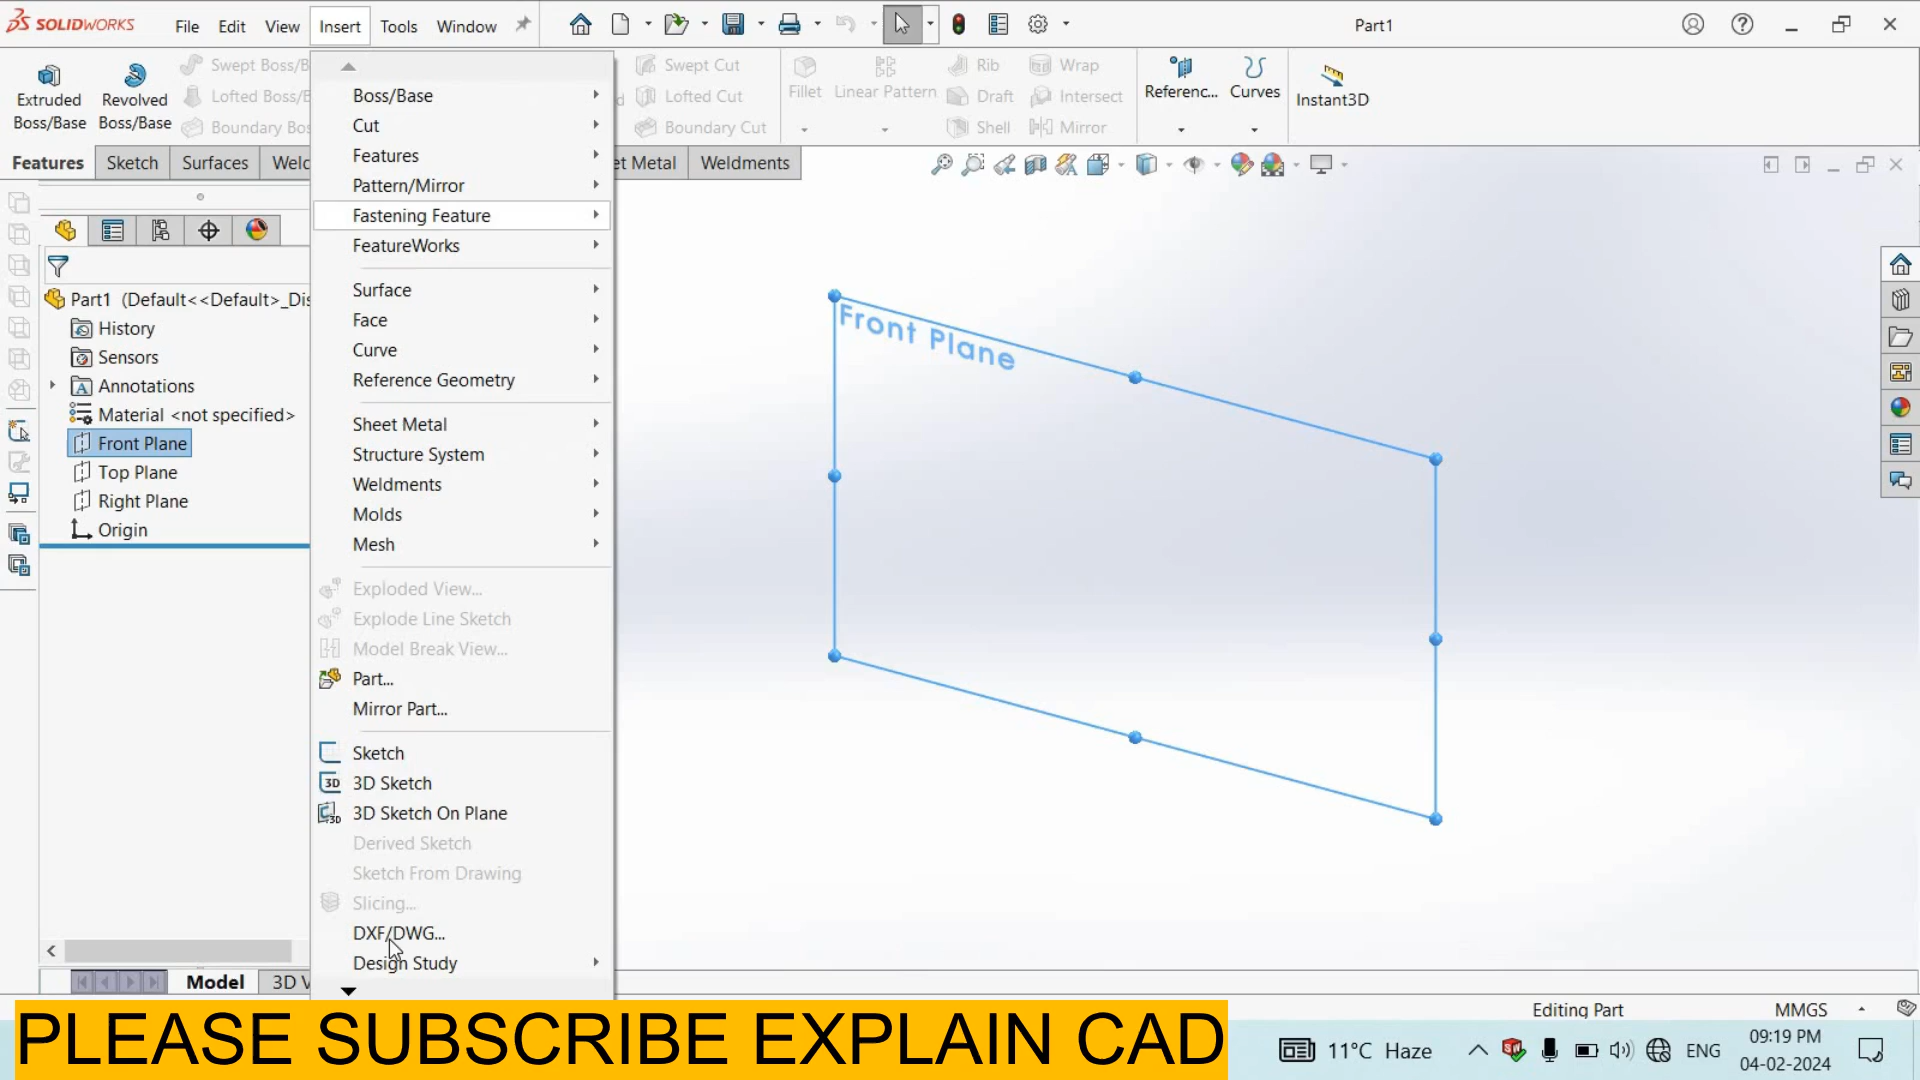 SOLIDWORKS
File Edit View Insert Tools Window
Part1
Extruded Boss/Base
Revolved Boss/Base
Swept Boss/B
Lofted Boss/B
Boundary Bos
Swept Cut
Lofted Cut
Boundary Cut
Fillet
Linear Pattern
Rib
Draft
Shell
Wrap
Intersect
Mirror
Referenc...
Curves
Instant3D
Features Sketch Surfaces Weld et Metal Weldments
Part1 (Default<<Default>_Dis
History
Sensors
Annotations
Material <not specified>
Front Plane
Top Plane
Right Plane
Origin
Boss/Base
Cut
Features
Pattern/Mirror
Fastening Feature
FeatureWorks
Surface
Face
Curve
Reference Geometry
Sheet Metal
Structure System
Weldments
Molds
Mesh
Exploded View...
Explode Line Sketch
Model Break View...
Part...
Mirror Part...
Sketch
3D Sketch
3D Sketch On Plane
Derived Sketch
Sketch From Drawing
Slicing...
DXF/DWG...
Design Study
Front Plane
Model 3D V
Editing Part MMGS
PLEASE SUBSCRIBE EXPLAIN CAD
11°C Haze
ENG
09:19 PM
04-02-2024